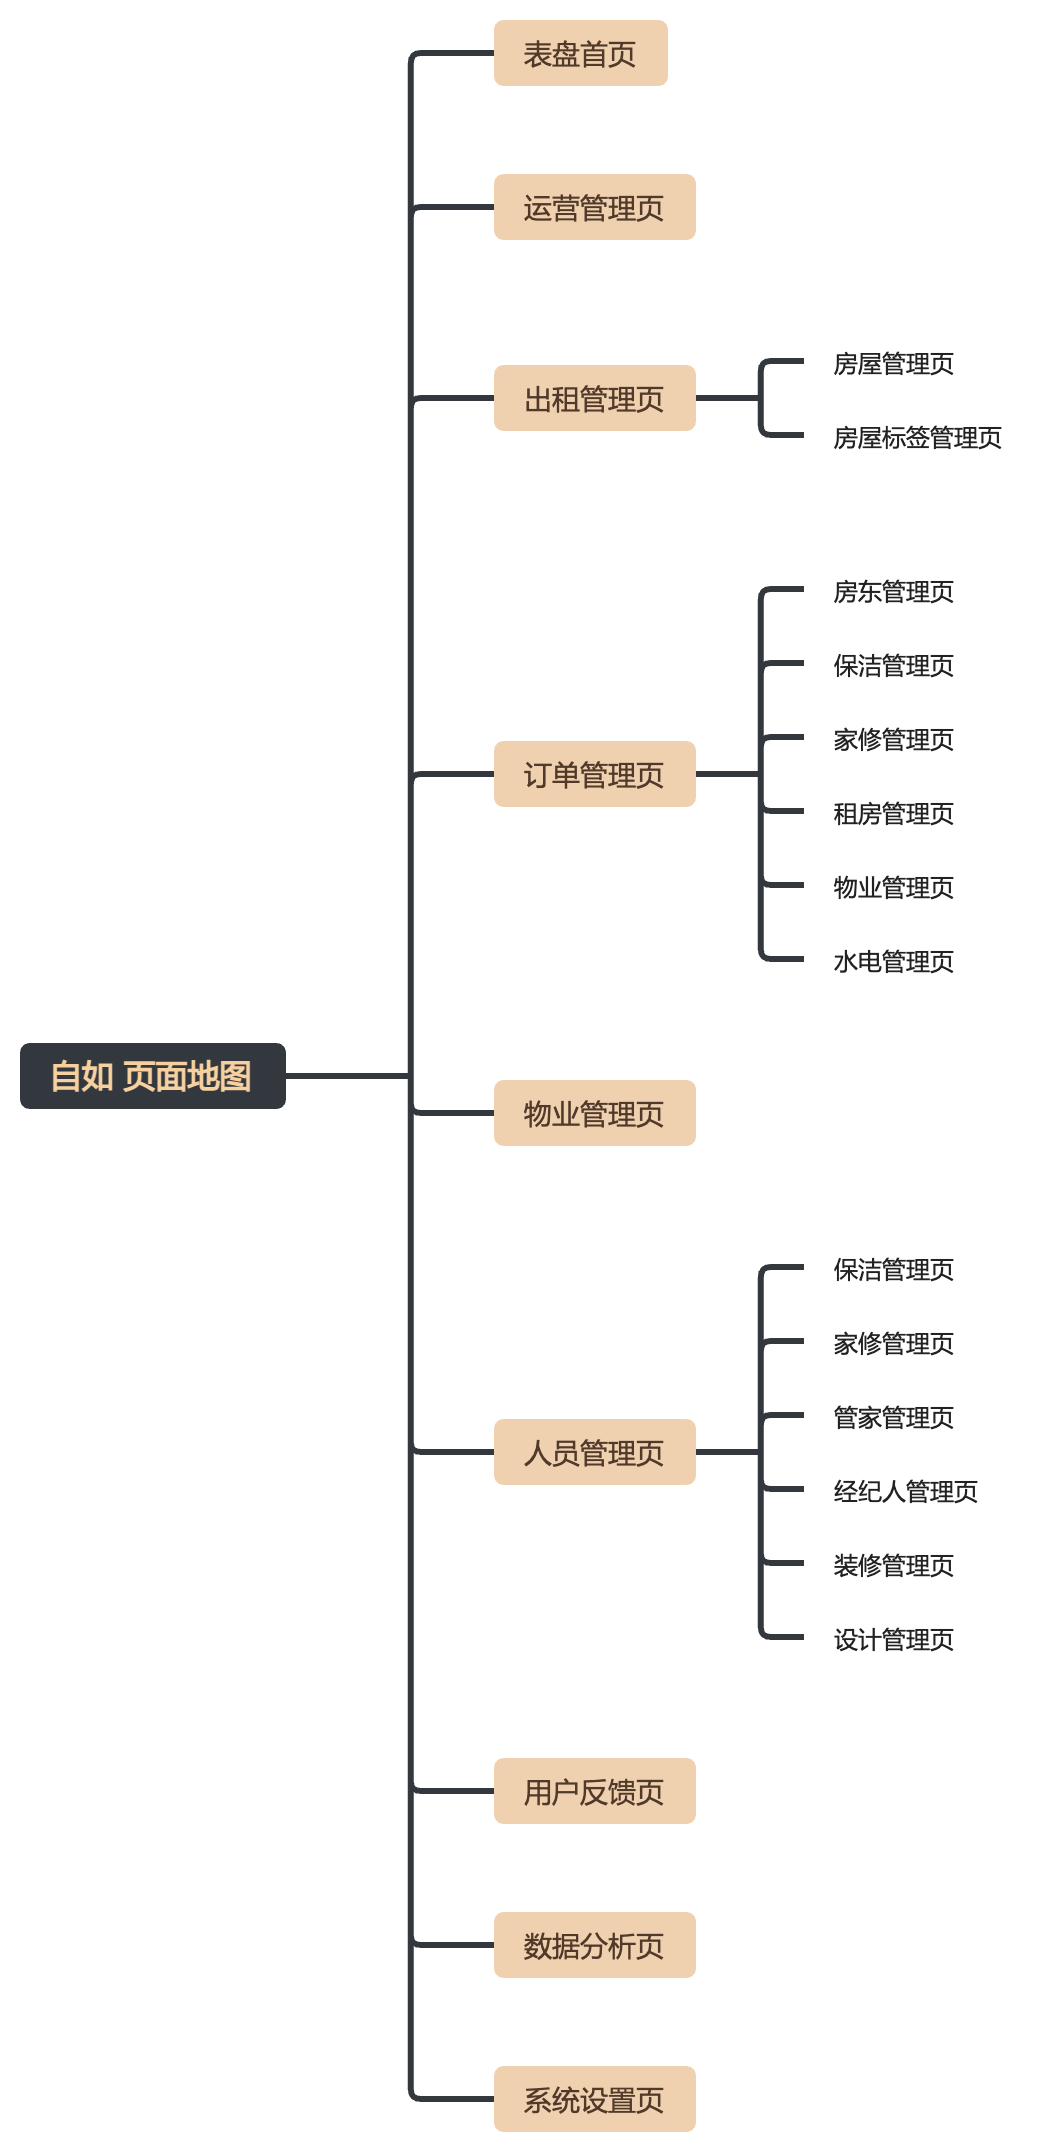 表盘首页
运营管理页
出租管理页
房屋管理页
房屋标签管理页
订单管理页
房东管理页
保洁管理页
家修管理页
租房管理页
物业管理页
水电管理页
自如 页面地图
物业管理页
人员管理页
保洁管理页
家修管理页
管家管理页
经纪人管理页
装修管理页
设计管理页
用户反馈页
数据分析页
系统设置页